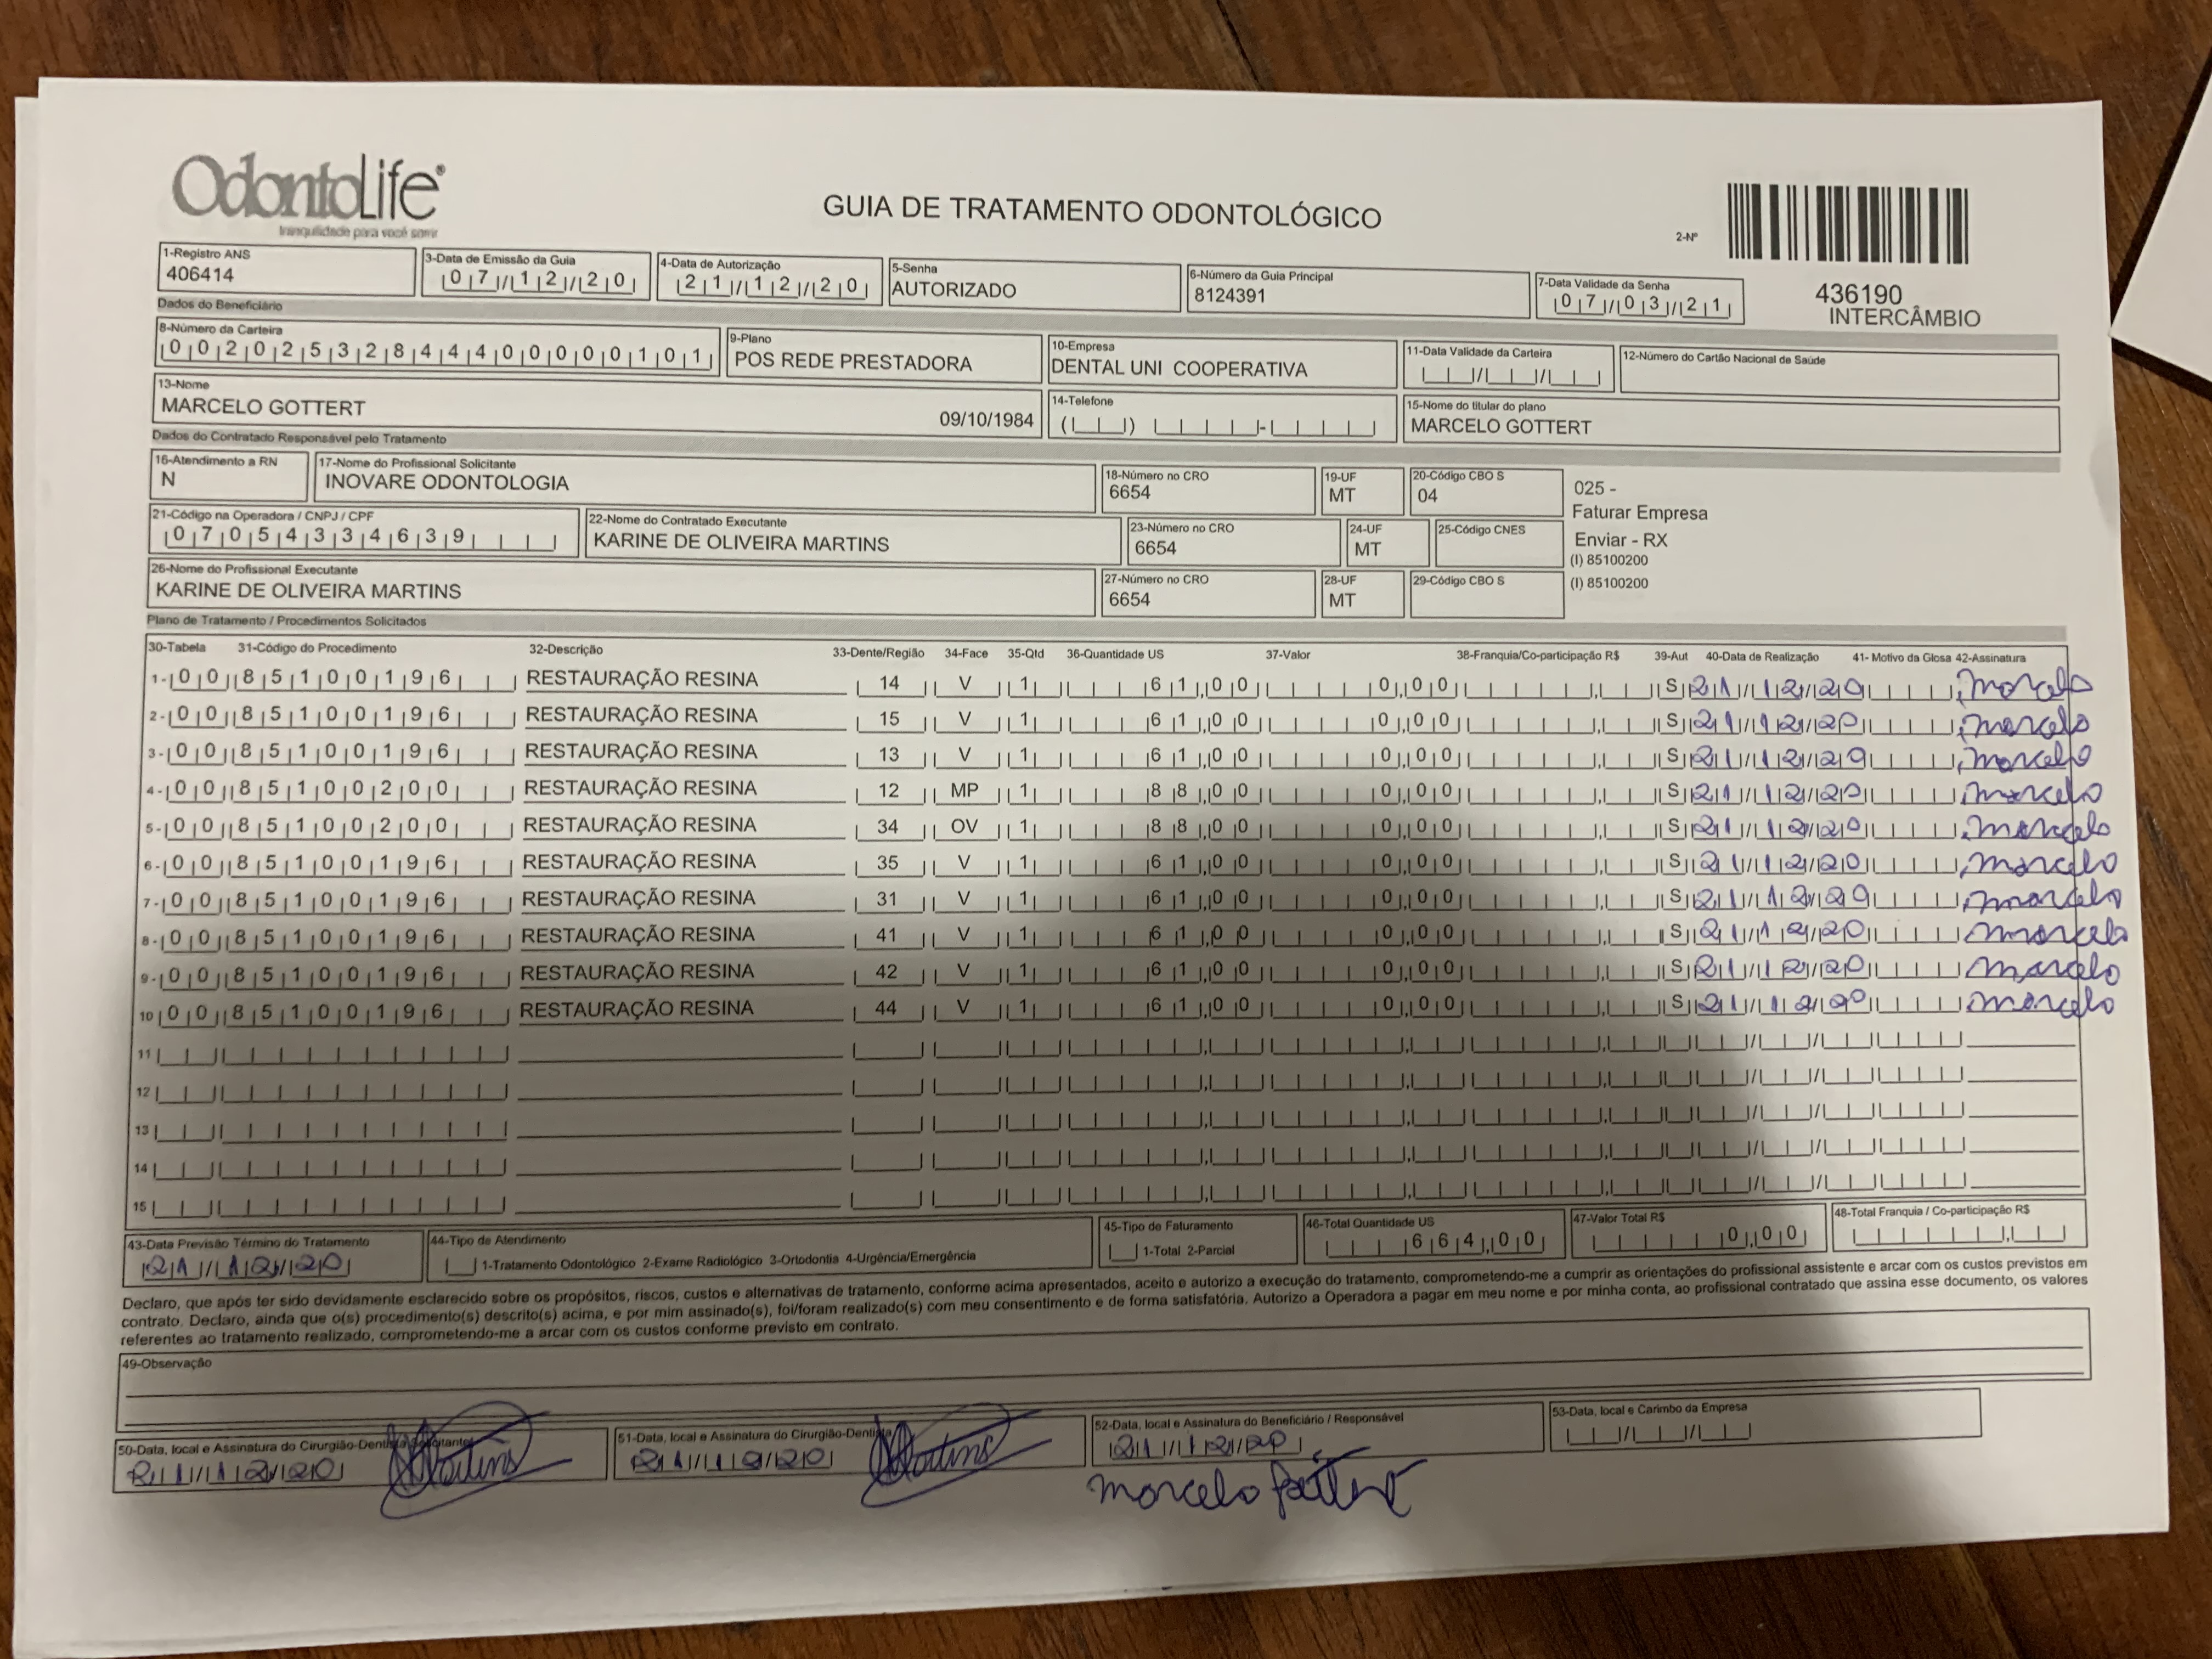 OdontoLife®
tranquilidade para você sorrir
GUIA DE TRATAMENTO ODONTOLÓGICO
2-Nº
436190
INTERCÂMBIO
1-Registro ANS
406414
3-Data de Emissão da Guia
07/12/20
4-Data de Autorização
21/12/20
5-Senha
AUTORIZADO
6-Número da Guia Principal
8124391
7-Data Validade da Senha
07/03/21
Dados do Beneficiário
8-Número da Carteira
00202532844400000101
9-Plano
POS REDE PRESTADORA
10-Empresa
DENTAL UNI COOPERATIVA
11-Data Validade da Carteira
12-Número do Cartão Nacional de Saúde
13-Nome
MARCELO GOTTERT 09/10/1984
14-Telefone
15-Nome do titular do plano
MARCELO GOTTERT
Dados do Contratado Responsável pelo Tratamento
16-Atendimento a RN
N
17-Nome do Profissional Solicitante
INOVARE ODONTOLOGIA
18-Número no CRO
6654
19-UF
MT
20-Código CBO S
04
025 -
Faturar Empresa
Enviar - RX
(I) 85100200
(I) 85100200
21-Código na Operadora / CNPJ / CPF
07054334639
22-Nome do Contratado Executante
KARINE DE OLIVEIRA MARTINS
23-Número no CRO
6654
24-UF
MT
25-Código CNES
26-Nome do Profissional Executante
KARINE DE OLIVEIRA MARTINS
27-Número no CRO
6654
28-UF
MT
29-Código CBO S
Plano de Tratamento / Procedimentos Solicitados
30-Tabela 31-Código do Procedimento 32-Descrição 33-Dente/Região 34-Face 35-Qtd 36-Quantidade US 37-Valor 38-Franquia/Co-participação R$ 39-Aut 40-Data de Realização 41- Motivo da Glosa 42-Assinatura
1- 00 85100196 RESTAURAÇÃO RESINA 14 V 1 61,00 0,00 S 21/12/20 Marcelo
2- 00 85100196 RESTAURAÇÃO RESINA 15 V 1 61,00 0,00 S 21/12/20 Marcelo
3- 00 85100196 RESTAURAÇÃO RESINA 13 V 1 61,00 0,00 S 21/12/20 Marcelo
4- 00 85100200 RESTAURAÇÃO RESINA 12 MP 1 88,00 0,00 S 21/12/20 Marcelo
5- 00 85100200 RESTAURAÇÃO RESINA 34 OV 1 88,00 0,00 S 21/12/20 Marcelo
6- 00 85100196 RESTAURAÇÃO RESINA 35 V 1 61,00 0,00 S 21/12/20 Marcelo
7- 00 85100196 RESTAURAÇÃO RESINA 31 V 1 61,00 0,00 S 21/12/20 Marcelo
8- 00 85100196 RESTAURAÇÃO RESINA 41 V 1 61,00 0,00 S 21/12/20 Marcelo
9- 00 85100196 RESTAURAÇÃO RESINA 42 V 1 61,00 0,00 S 21/12/20 Marcelo
10 00 85100196 RESTAURAÇÃO RESINA 44 V 1 61,00 0,00 S 21/12/20 Marcelo
11
12
13
14
15
43-Data Previsão Término do Tratamento
21/12/20
44-Tipo de Atendimento
1-Tratamento Odontológico 2-Exame Radiológico 3-Ortodontia 4-Urgência/Emergência
45-Tipo de Faturamento
1-Total 2-Parcial
46-Total Quantidade US
664,00
47-Valor Total R$
0,00
48-Total Franquia / Co-participação R$
Declaro, que após ter sido devidamente esclarecido sobre os propósitos, riscos, custos e alternativas de tratamento, conforme acima apresentados, aceito e autorizo a execução do tratamento, comprometendo-me a cumprir as orientações do profissional assistente e arcar com os custos previstos em
contrato. Declaro, ainda que o(s) procedimento(s) descrito(s) acima, e por mim assinado(s), foi/foram realizado(s) com meu consentimento e de forma satisfatória. Autorizo a Operadora a pagar em meu nome e por minha conta, ao profissional contratado que assina esse documento, os valores
referentes ao tratamento realizado, comprometendo-me a arcar com os custos conforme previsto em contrato.
49-Observação
50-Data, local e Assinatura do Cirurgião-Dentista Solicitante
21/12/20 Martins
51-Data, local e Assinatura do Cirurgião-Dentista
21/12/20 Martins
52-Data, local e Assinatura do Beneficiário / Responsável
21/12/20
Marcelo Göttert
53-Data, local e Carimbo da Empresa